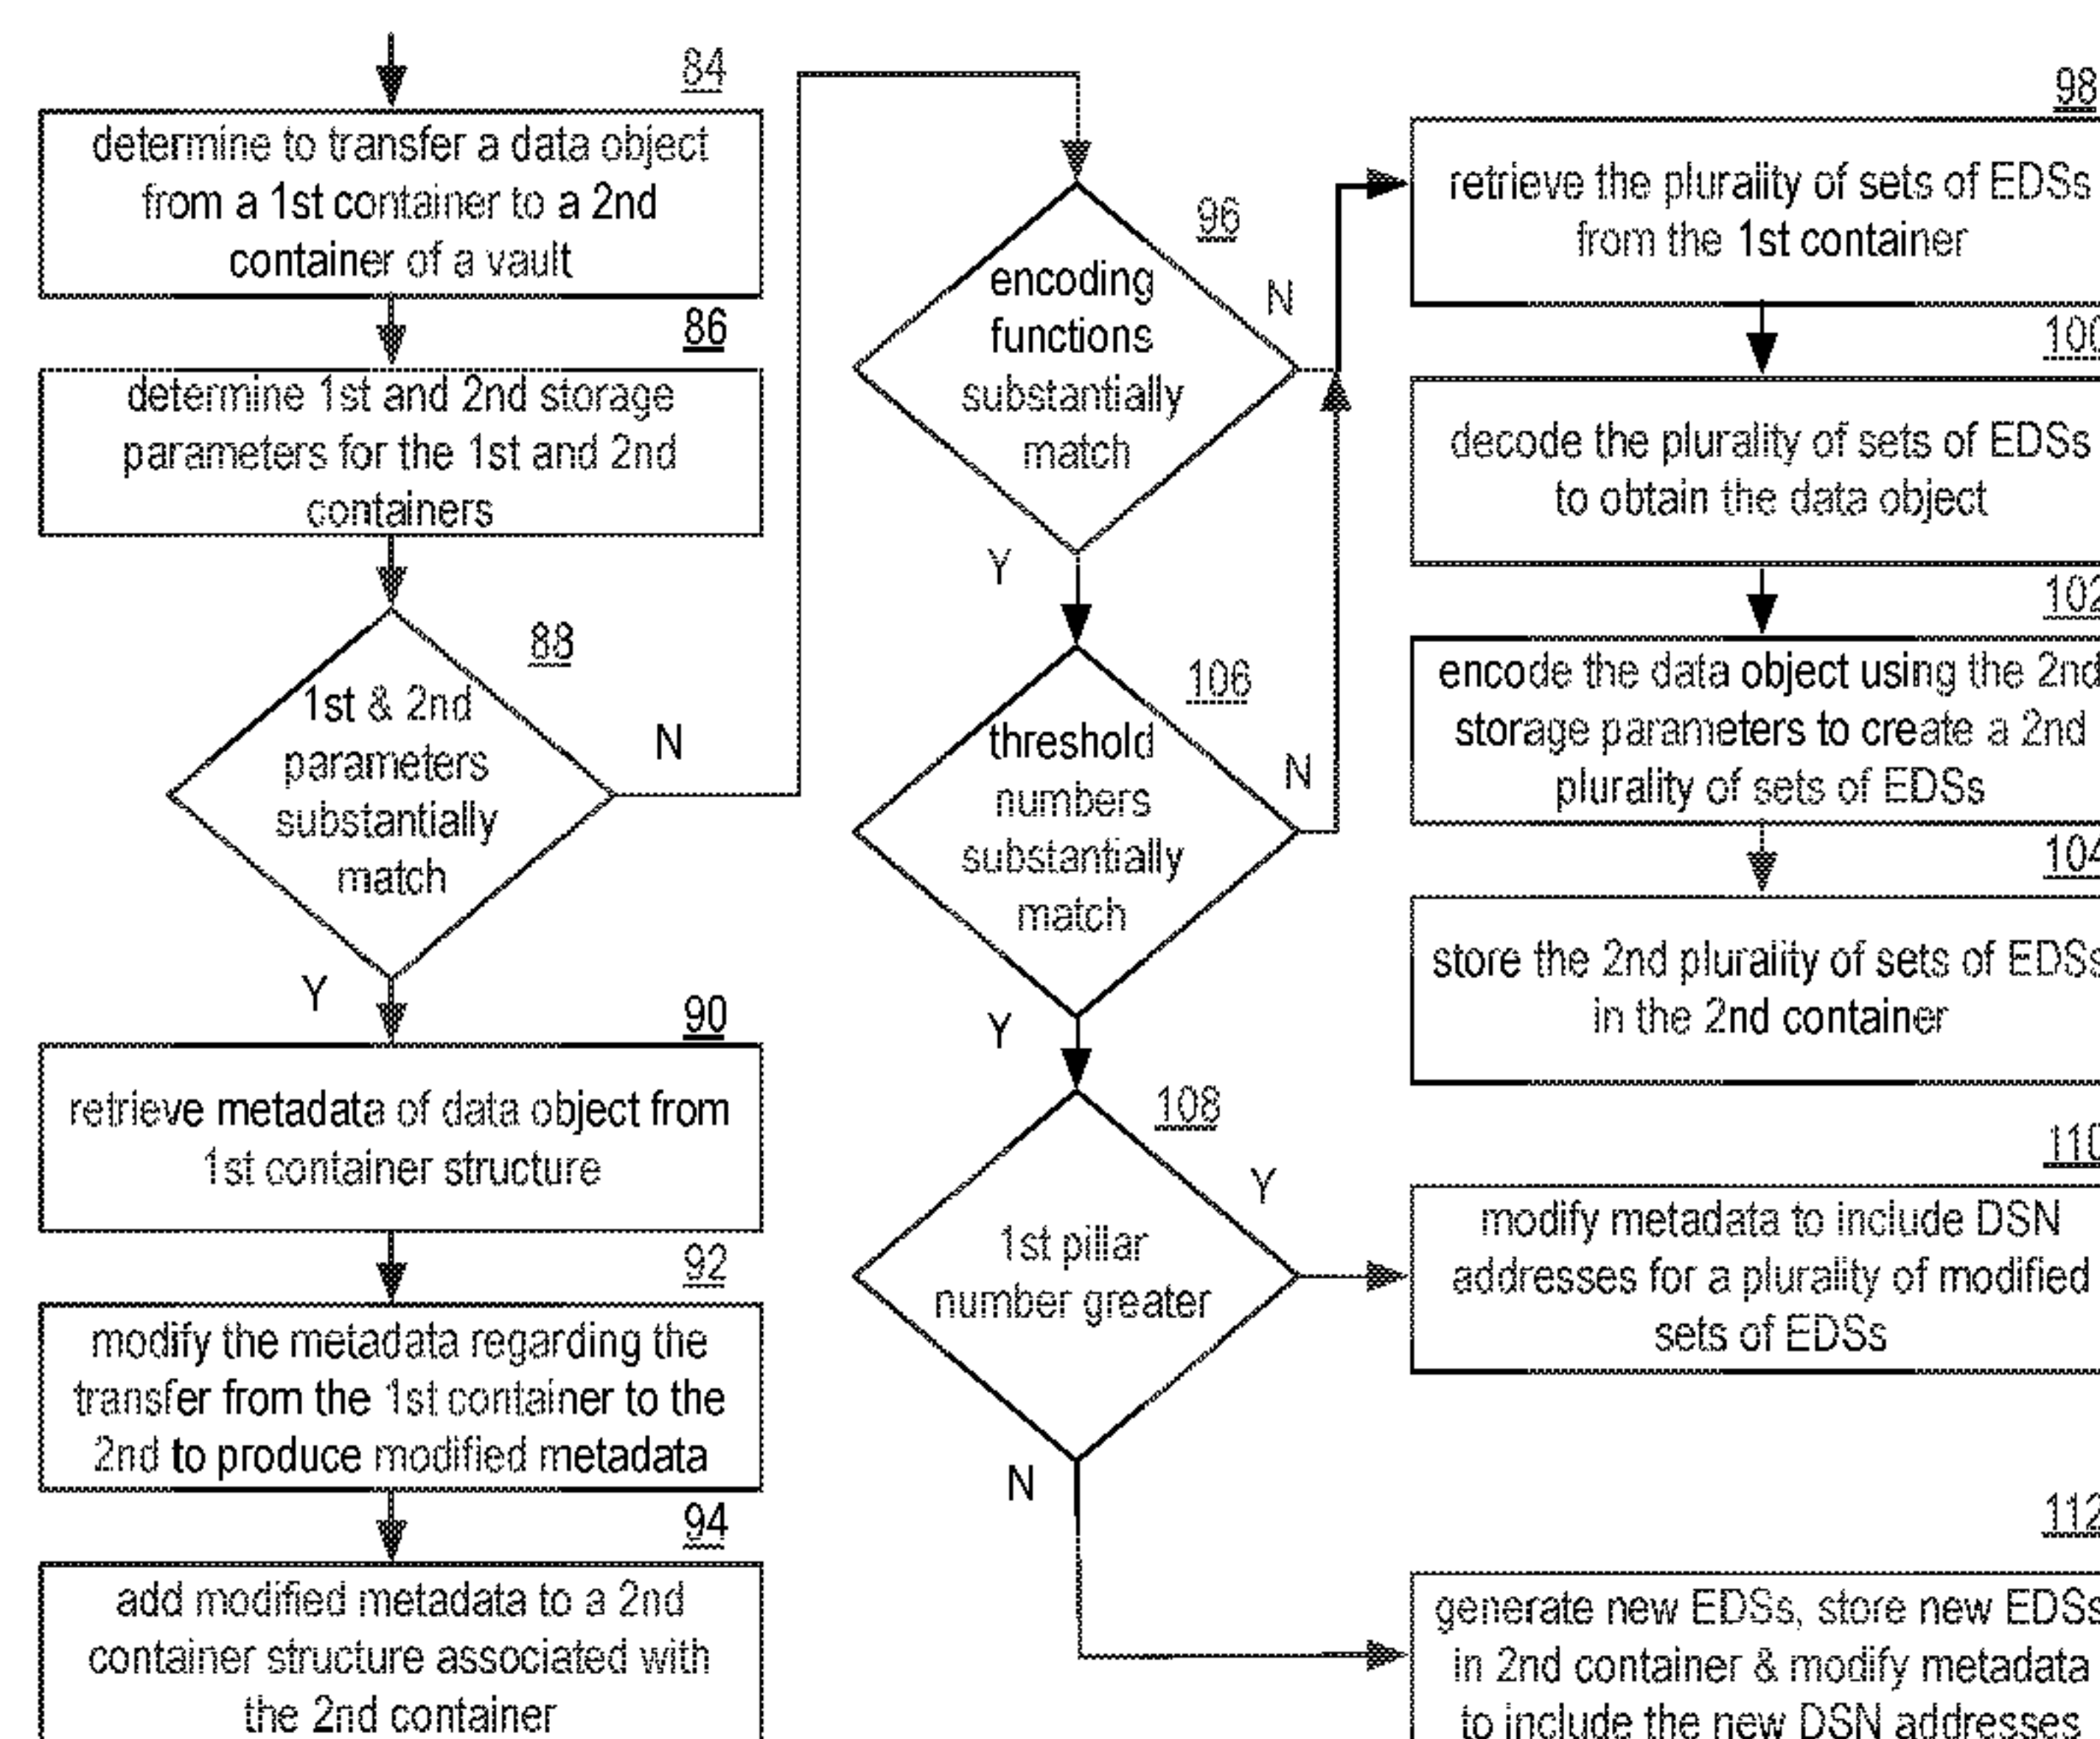 84
determine to transfer a data object
from a 1st container to a 2nd
container of a vault
86
determine 1st and 2nd storage
parameters for the 1st and 2nd
containers
88
1st & 2nd
parameters
substantially
match
N
Y
90
retrieve metadata of data object from
1st container structure
92
modify the metadata regarding the
transfer from the 1st container to the
2nd to produce modified metadata
94
add modified metadata to a 2nd
container structure associated with
the 2nd container
96
encoding
functions
substantially
match
N
Y
106
threshold
numbers
substantially
match
N
Y
108
1st pillar
number greater
Y
N
98
retrieve the plurality of sets of EDSs
from the 1st container
100
decode the plurality of sets of EDSs
to obtain the data object
102
encode the data object using the 2nd
storage parameters to create a 2nd
plurality of sets of EDSs
104
store the 2nd plurality of sets of EDSs
in the 2nd container
110
modify metadata to include DSN
addresses for a plurality of modified
sets of EDSs
112
generate new EDSs, store new EDSs
in 2nd container & modify metadata
to include the new DSN addresses